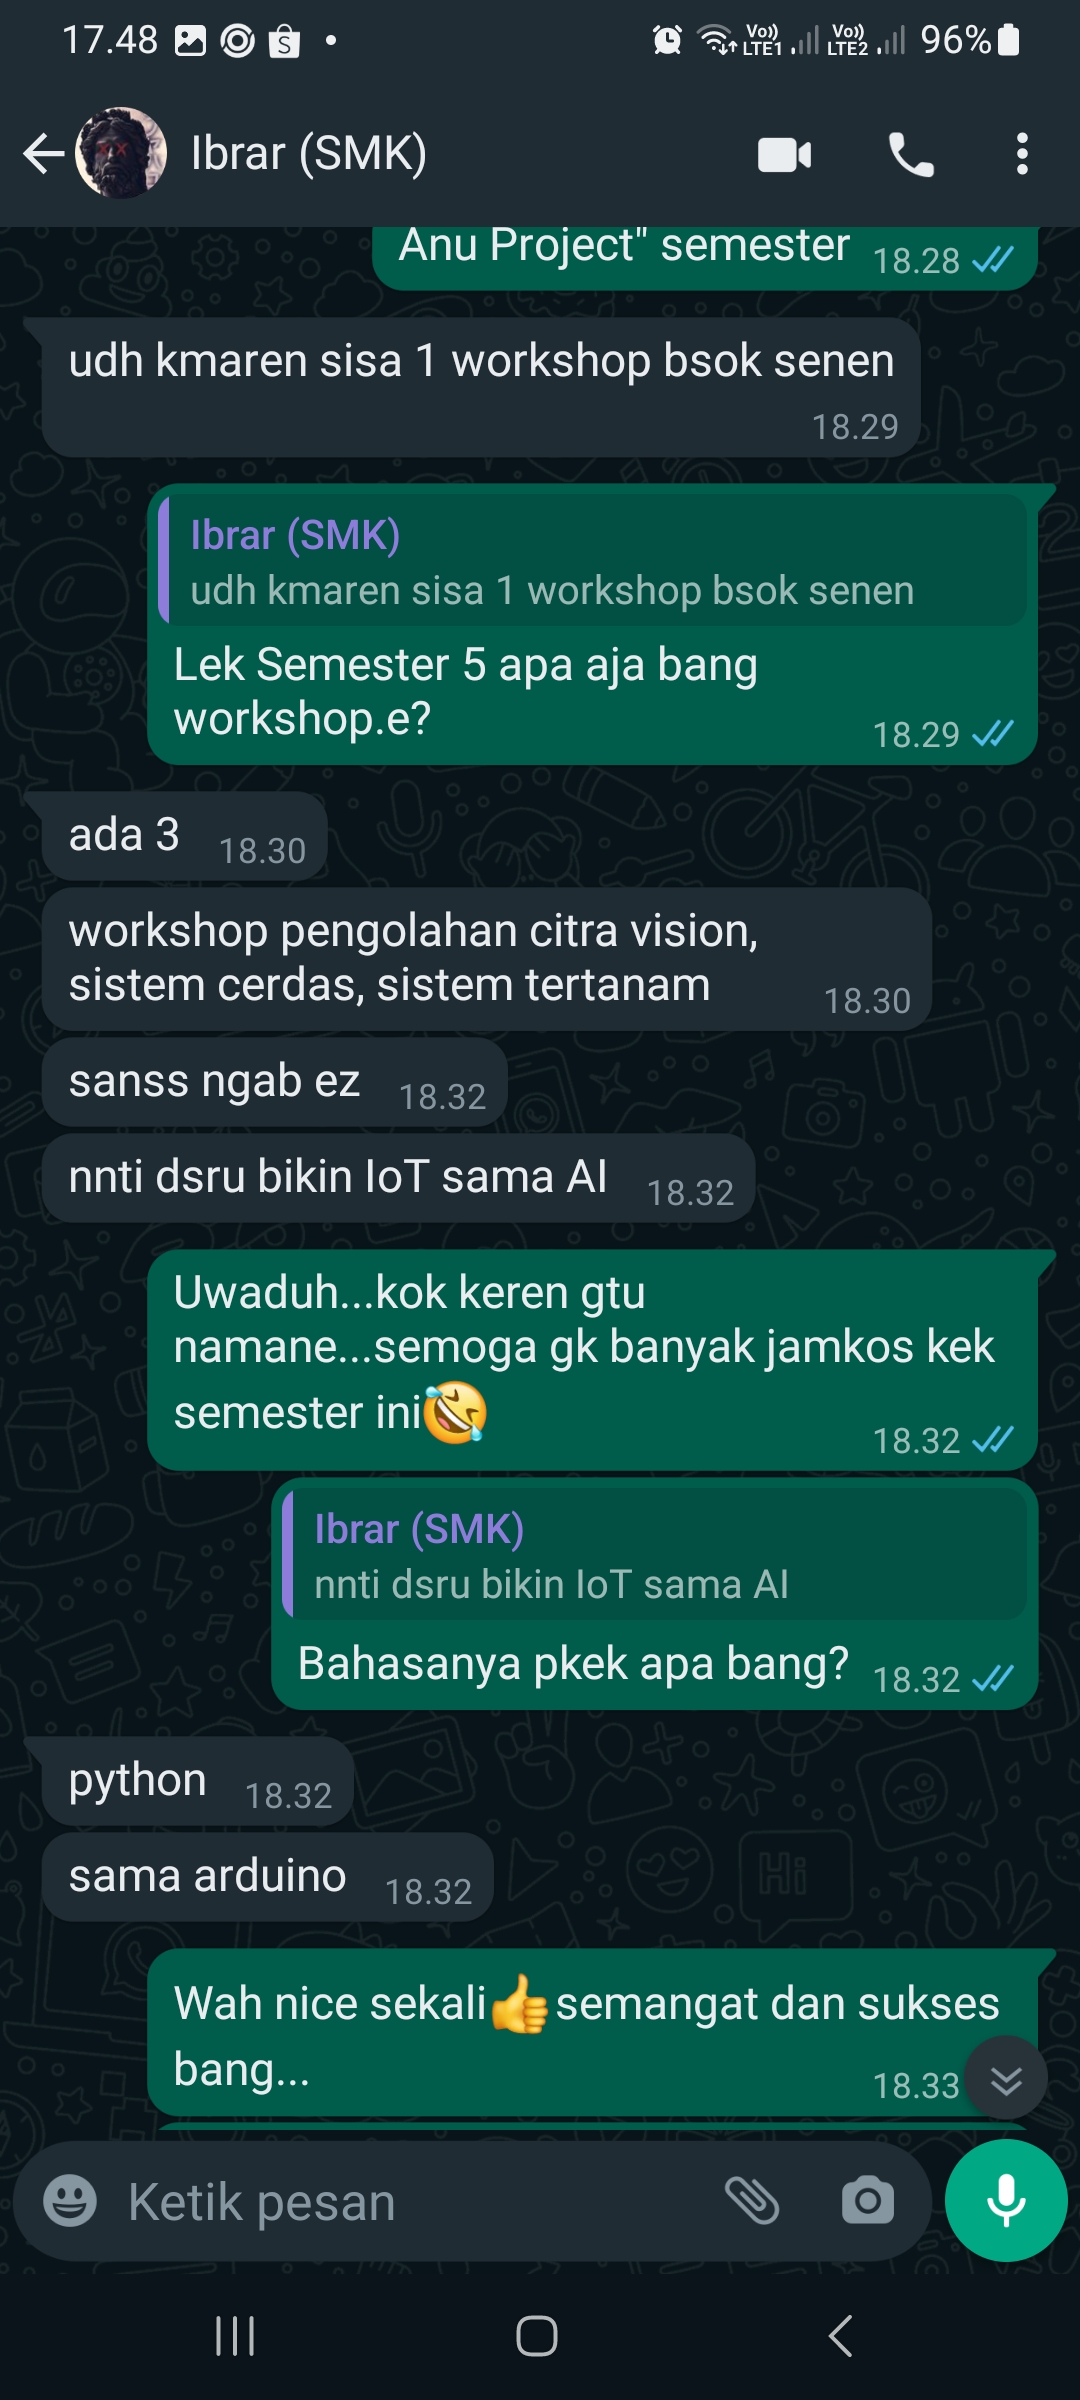 17.48
Vo)) LTE1
Vo)) LTE2
96%
Ibrar (SMK)
Anu Project" semester 18.28
udh kmaren sisa 1 workshop bsok senen
18.29
Ibrar (SMK)
udh kmaren sisa 1 workshop bsok senen
Lek Semester 5 apa aja bang
workshop.e? 18.29
ada 3 18.30
workshop pengolahan citra vision,
sistem cerdas, sistem tertanam 18.30
sanss ngab ez 18.32
nnti dsru bikin IoT sama AI 18.32
Uwaduh...kok keren gtu
namane...semoga gk banyak jamkos kek
semester ini🤣 18.32
Ibrar (SMK)
nnti dsru bikin IoT sama AI
Bahasanya pkek apa bang? 18.32
python 18.32
sama arduino 18.32
Wah nice sekali👍semangat dan sukses
bang... 18.33
Ketik pesan